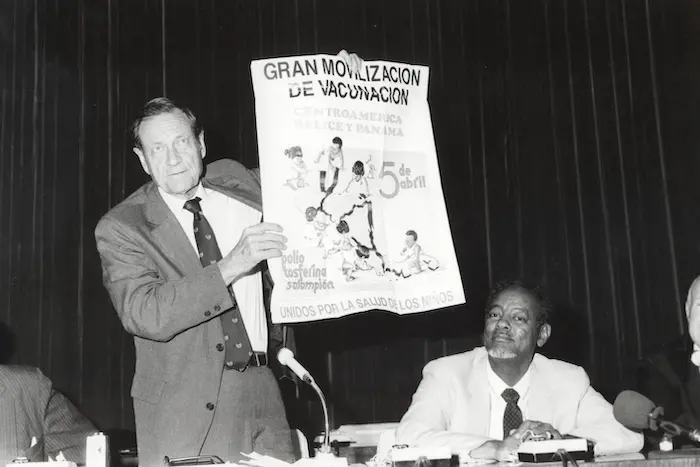 GRAN MOVILIZACION
DE VACUNACION
CENTROAMERICA
BELICE Y PANAMA
5 de
abril
polio
tosferina
sarampión
UNIDOS POR LA SALUD DE LOS NIÑOS